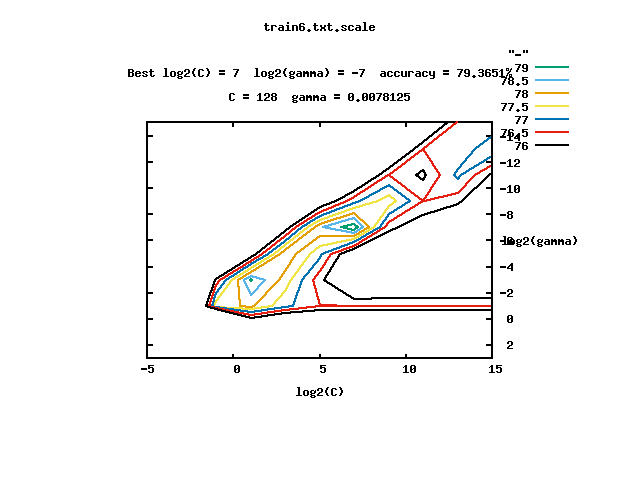 train6.txt.scale
"-"
Best log2(C) = 7  log2(gamma) = -7  accuracy = 79.3651%
79
78.5
C = 128  gamma = 0.0078125
78
77.5
77
76.5
76
-14
-12
-10
-8
-6
log2(gamma)
-4
-2
0
2
-5 0 5 10 15
log2(C)